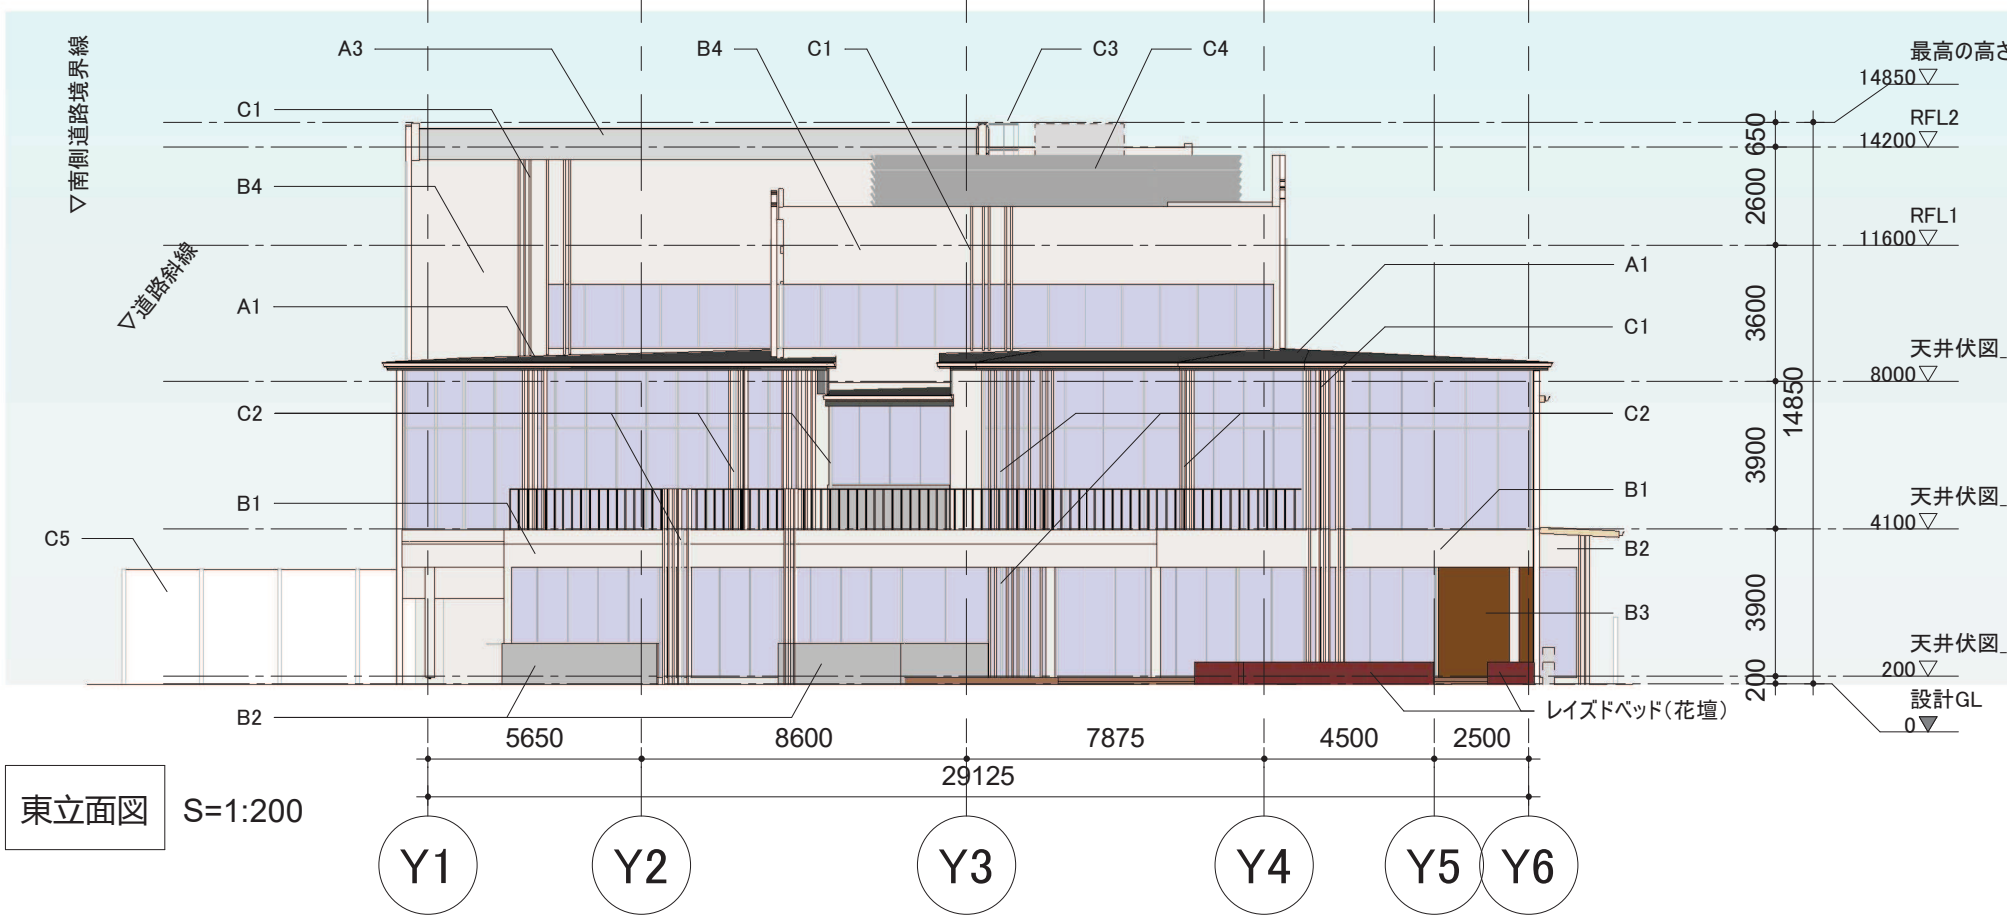 ▽南側道路境界線
▽道路斜線
A3
B4
C1
C3
C4
C1
B4
A1
C2
B1
C5
B2
A1
C1
C2
B1
B2
B3
レイズドベッド(花壇)
最高の高さ
14850▽
RFL2
14200▽
RFL1
11600▽
天井伏図_
8000▽
天井伏図_
4100▽
天井伏図_
200▽
設計GL
0▼
650
2600
3600
3900
3900
200
14850
5650
8600
7875
4500
2500
29125
東立面図
S=1:200
Y1
Y2
Y3
Y4
Y5
Y6